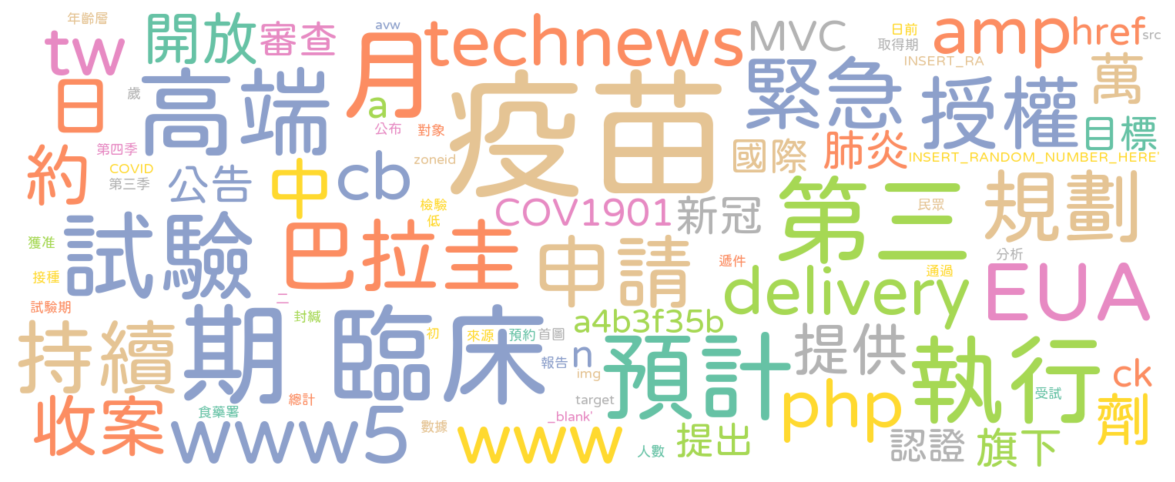 年齡層
avw
日前
取得期
src
tw
開放
審查
月
technews
MVC
amp
href
INSERT_RA
日
高端
歲
a
公布
對象
疫苗
緊急
授權
萬
目標
約
第四季
COVID
第三季
公告
中
cb
zoneid
國際
肺炎
INSERT_RANDOM_NUMBER_HERE'
檢驗
低
COV1901
新冠
第三
民眾
規劃
獲准
接種
試驗
巴拉圭
申請
遞件
分析
通過
delivery
EUA
試驗期
二
封緘
持續
期
臨床
初
來源
預約
首圖
a4b3f35b
n
報告
img
預計
提供
執行
ck
收案
總計
食藥署
www5
數據
www
target
_blank'
人數
提出
php
認證
旗下
受試
劑